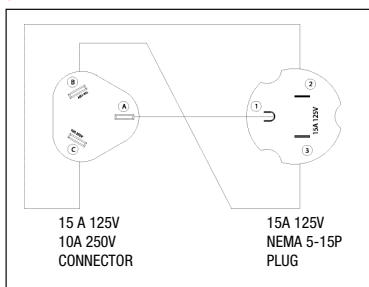 B
2
A
1
15A 125V
C
3
15 A 125V
10A 250V
CONNECTOR
15A 125V
NEMA 5-15P
PLUG